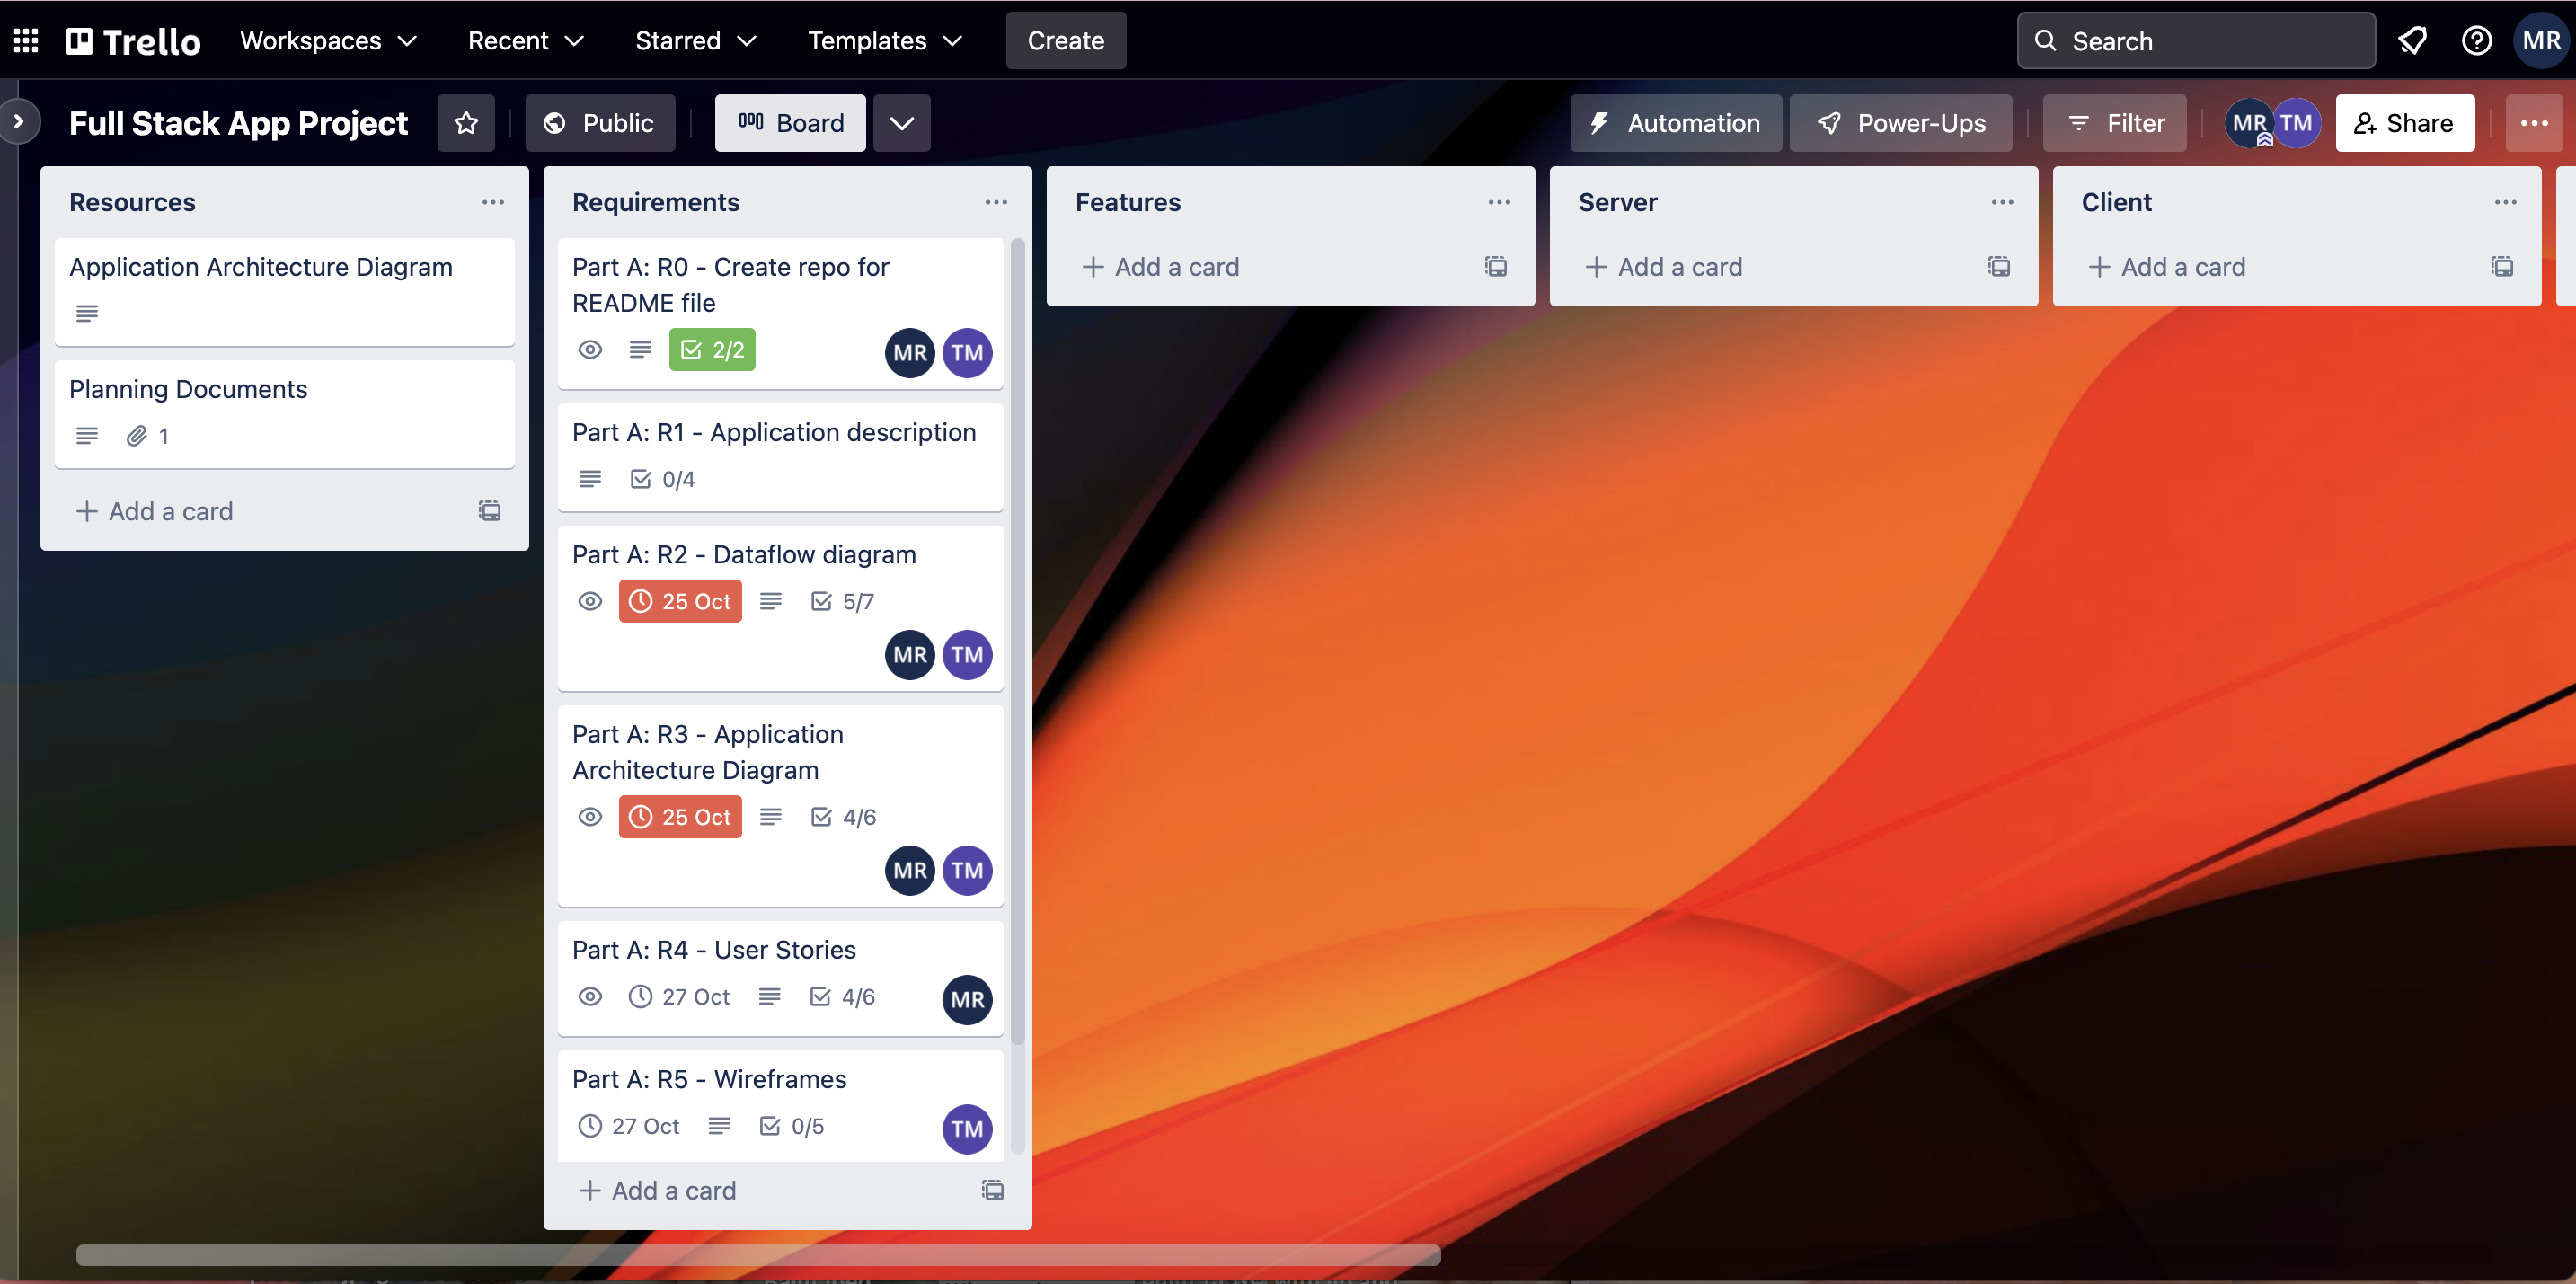 Trello Workspaces Recent Starred Templates Create Search MR
Full Stack App Project Public Board Automation Power-Ups Filter MR TM Share
Resources
Application Architecture Diagram
Planning Documents
1
Add a card
Requirements
Part A: R0 - Create repo for
README file
2/2 MR TM
Part A: R1 - Application description
0/4
Part A: R2 - Dataflow diagram
25 Oct 5/7
MR TM
Part A: R3 - Application
Architecture Diagram
25 Oct 4/6
MR TM
Part A: R4 - User Stories
27 Oct 4/6 MR
Part A: R5 - Wireframes
27 Oct 0/5 TM
Add a card
Features
Add a card
Server
Add a card
Client
Add a card